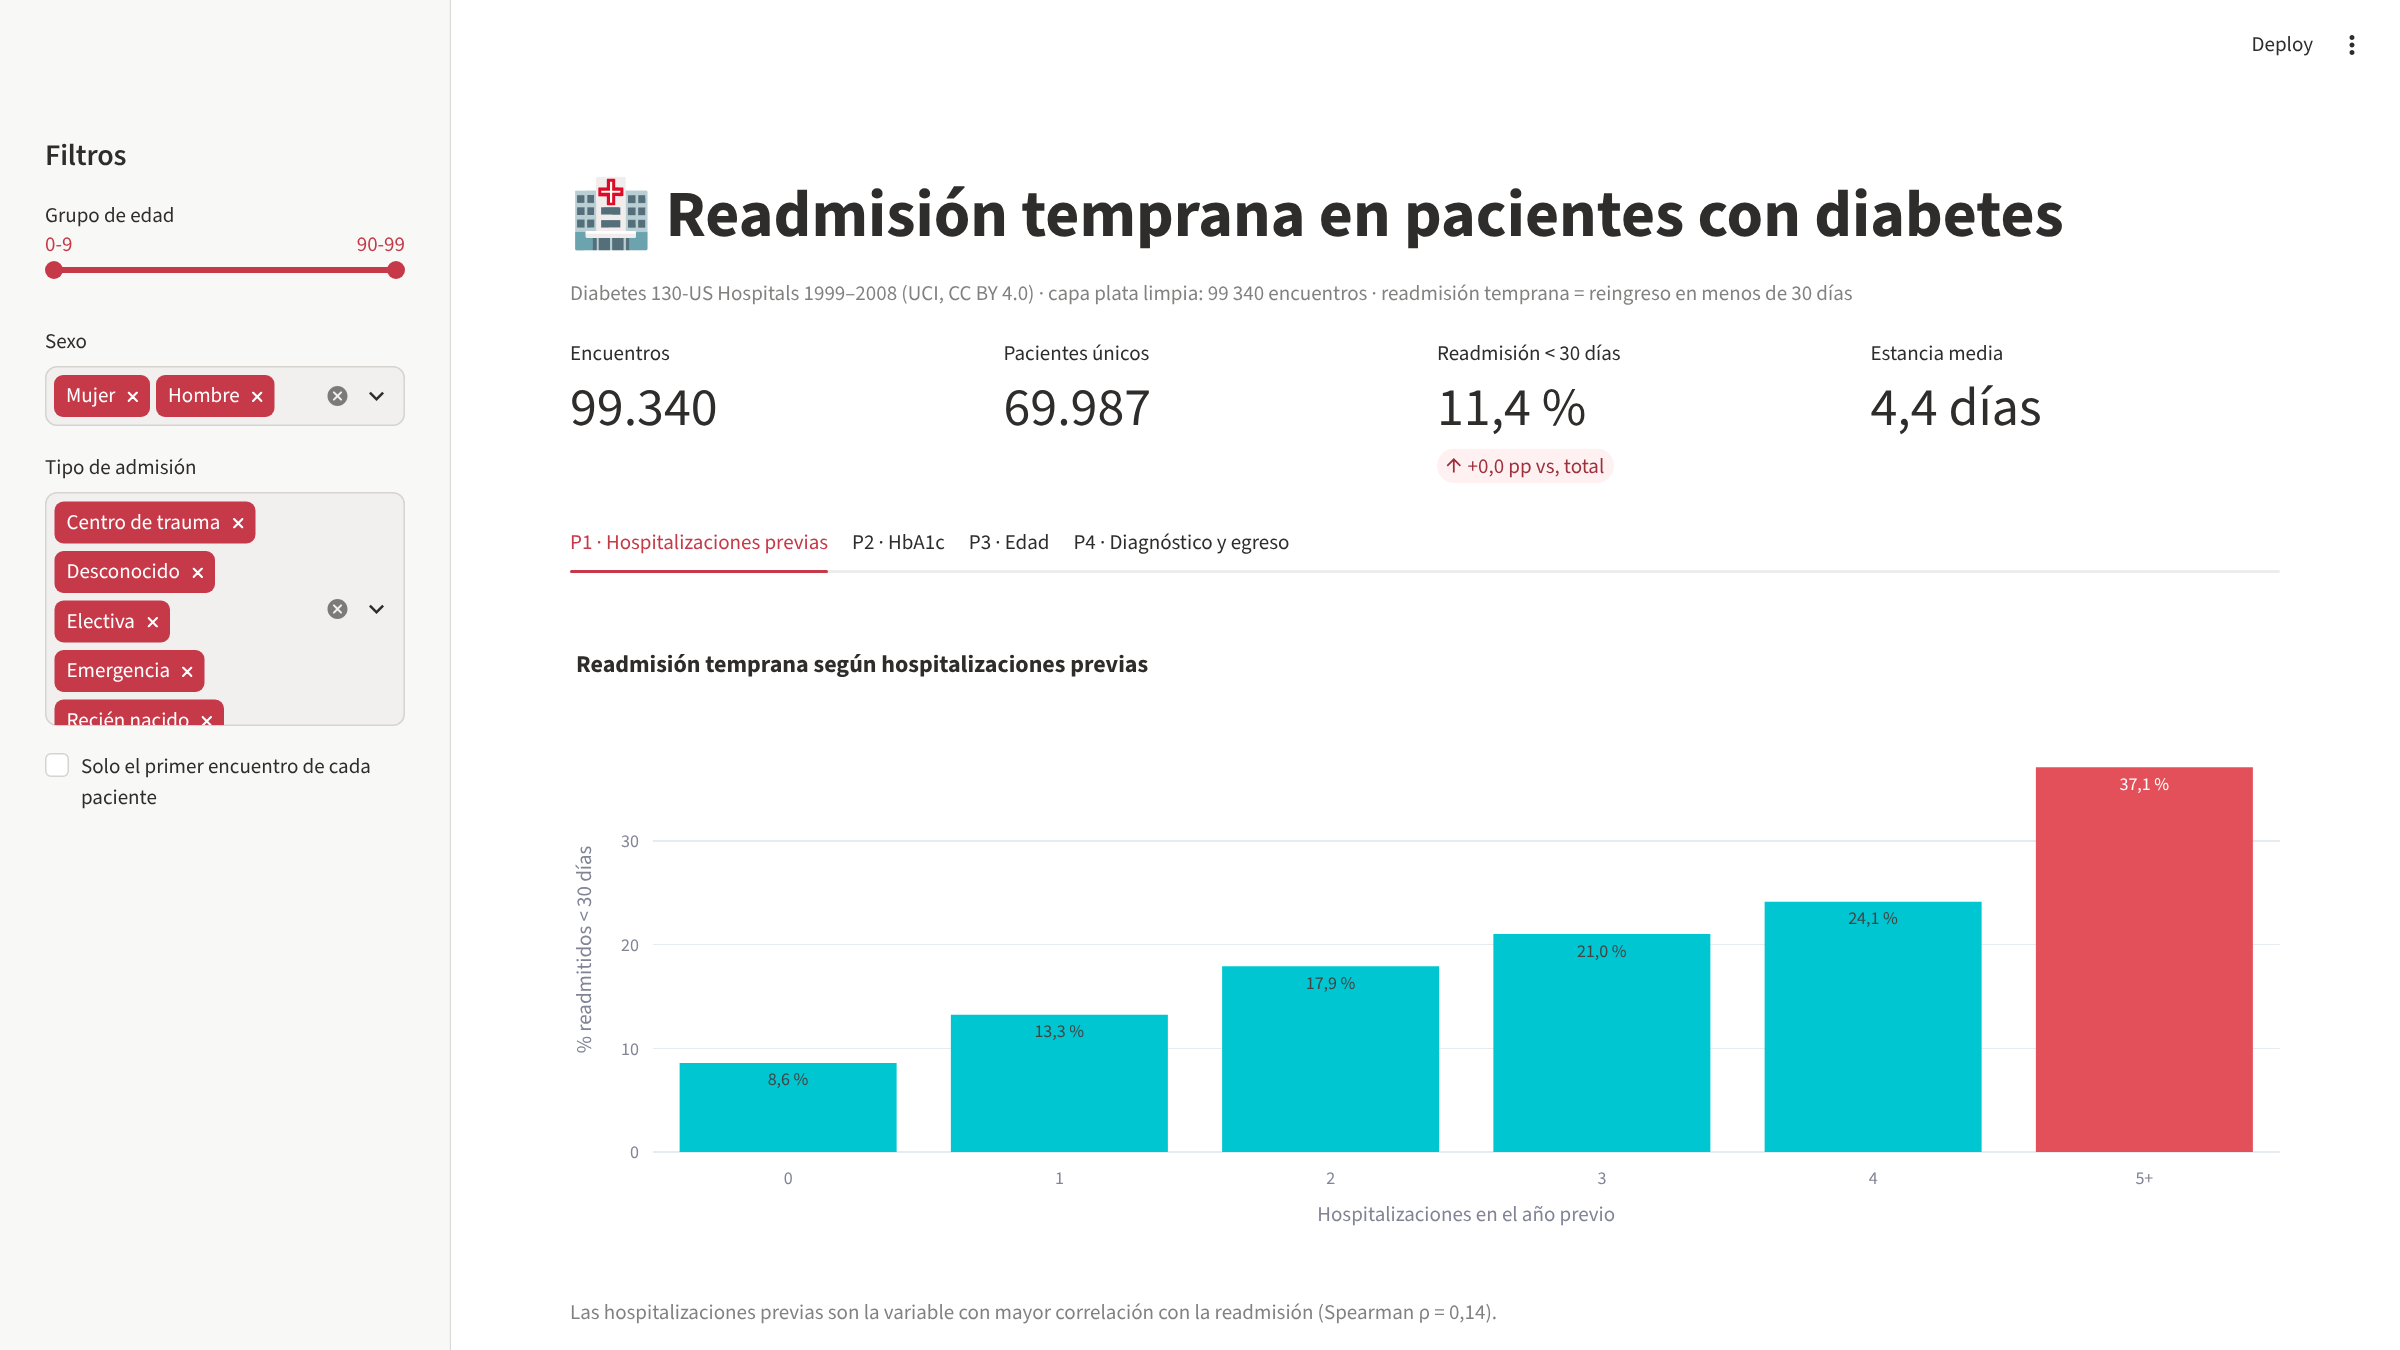 Deploy
Filtros
Grupo de edad
0-9 90-99
Sexo
Mujer Hombre
Tipo de admisión
Centro de trauma
Desconocido
Electiva
Emergencia
Recién nacido
Solo el primer encuentro de cada
paciente
Readmisión temprana en pacientes con diabetes
Diabetes 130-US Hospitals 1999–2008 (UCI, CC BY 4.0) · capa plata limpia: 99 340 encuentros · readmisión temprana = reingreso en menos de 30 días
Encuentros
99.340
Pacientes únicos
69.987
Readmisión < 30 días
11,4 %
↑ +0,0 pp vs, total
Estancia media
4,4 días
P1 · Hospitalizaciones previas P2 · HbA1c P3 · Edad P4 · Diagnóstico y egreso
Readmisión temprana según hospitalizaciones previas
% readmitidos < 30 días
30
20
10
0
8,6 %
13,3 %
17,9 %
21,0 %
24,1 %
37,1 %
0 1 2 3 4 5+
Hospitalizaciones en el año previo
Las hospitalizaciones previas son la variable con mayor correlación con la readmisión (Spearman ρ = 0,14).